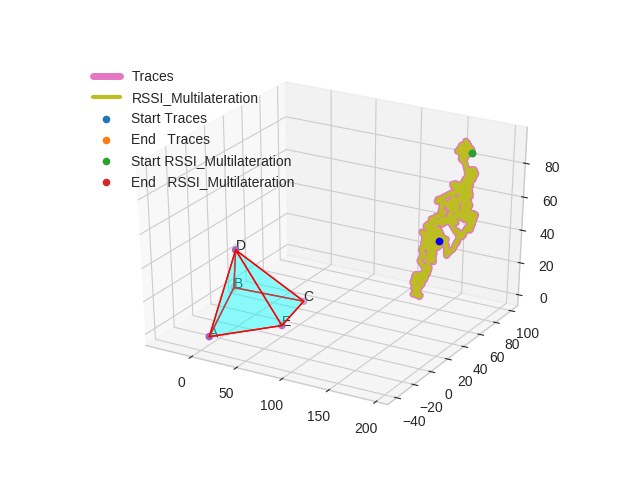 Traces
RSSI_Multilateration
Start Traces
End   Traces
Start RSSI_Multilateration
End   RSSI_Multilateration
D
B
C
E
A
80
60
40
20
0
100
80
60
40
20
0
−20
−40
0
50
100
150
200